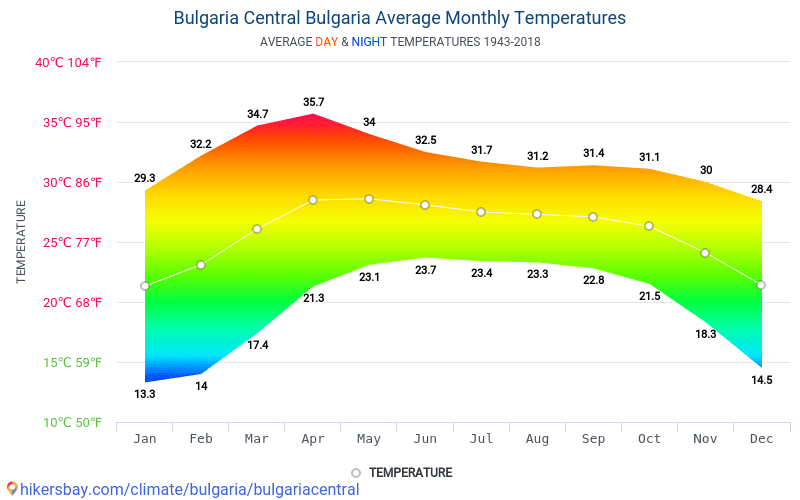 Bulgaria Central Bulgaria Average Monthly Temperatures
AVERAGE DAY & NIGHT TEMPERATURES 1943-2018
TEMPERATURE
40°C 104°F
35°C 95°F
30°C 86°F
25°C 77°F
20°C 68°F
15°C 59°F
10°C 50°F
29.3 32.2 34.7 35.7 34 32.5 31.7 31.2 31.4 31.1 30 28.4
13.3 14 17.4 21.3 23.1 23.7 23.4 23.3 22.8 21.5 18.3 14.5
Jan Feb Mar Apr May Jun Jul Aug Sep Oct Nov Dec
TEMPERATURE
hikersbay.com/climate/bulgaria/bulgariacentral